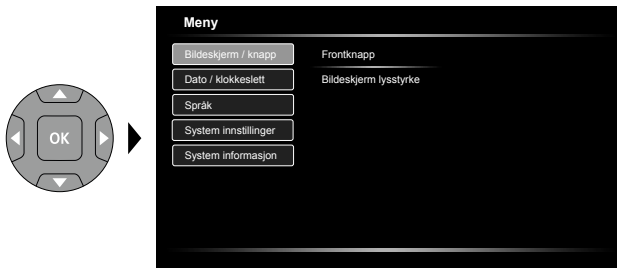 Meny
Bildeskjerm / knapp
Frontknapp
Dato / klokkeslett
Bildeskjerm lysstyrke
Språk
System innstillinger
System informasjon
OK